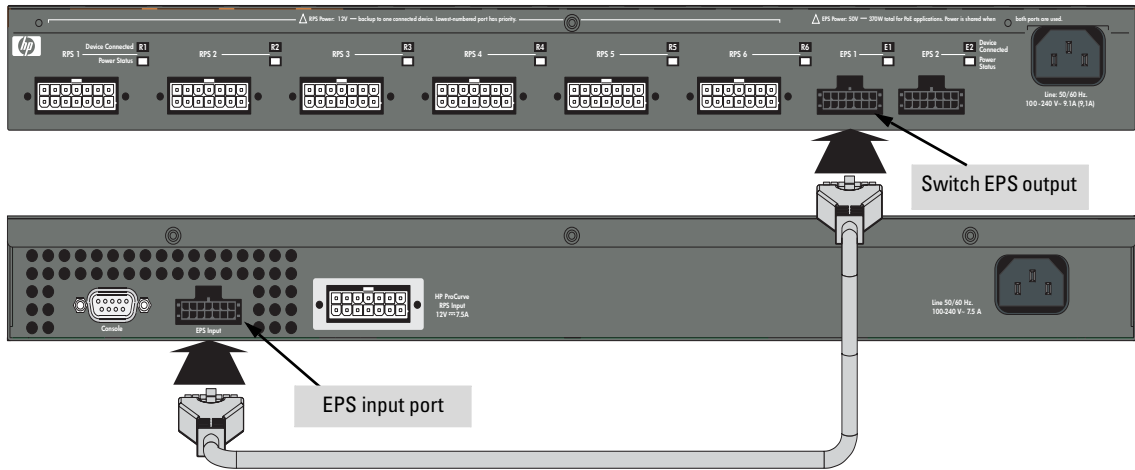 RPS Power: 12V — backup to one connected device. Lowest-numbered port has priority.
EPS Power: 50V — 370W total for PoE applications. Power is shared when both ports are used.
hp
Device Connected
Power Status
RPS 1 R1
RPS 2 R2
RPS 3 R3
RPS 4 R4
RPS 5 R5
RPS 6 R6
EPS 1 E1
EPS 2 E2
Device
Connected
Power
Status
Line: 50/60 Hz.
100-240 V~ 9.1A (9,1A)
Switch EPS output
Console
EPS Input
HP ProCurve
RPS Input
12V ⎓ 7.5A
Line 50/60 Hz.
100-240 V~ 7.5 A
EPS input port